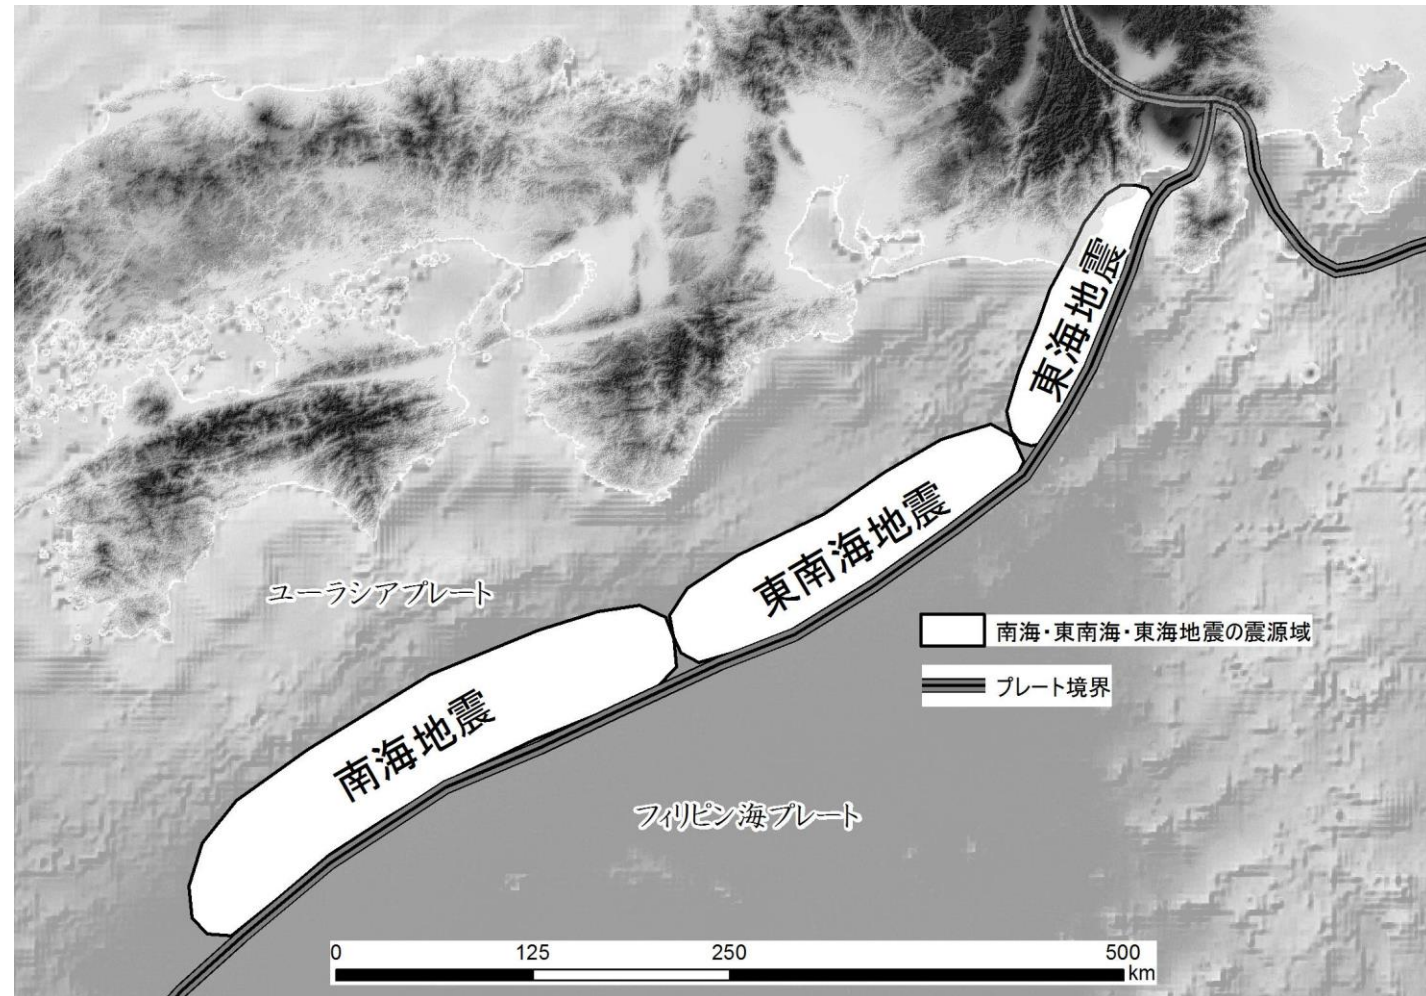 東海地震
東南海地震
ユーラシアプレート
南海・東南海・東海地震の震源域
プレート境界
南海地震
フィリピン海プレート
0 125 250 500
km